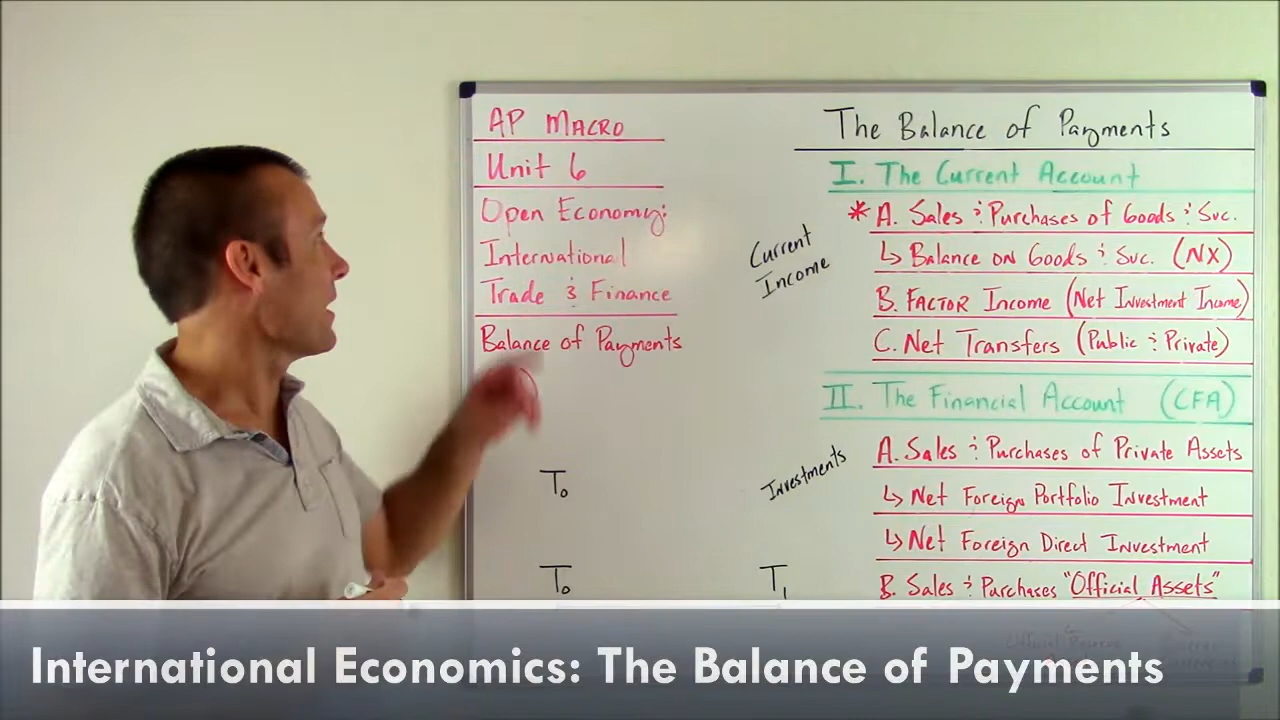 AP MACRO
Unit 6
Open Economy:
International
Trade & Finance
Balance of Payments
T₀
T₀
T₁
Current
Income
Investments
The Balance of Payments
I. The Current Account
* A. Sales & Purchases of Goods & Svc.
↳ Balance on Goods & Svc. (NX)
B. FACTOR Income (Net Investment Income)
C. Net Transfers (Public & Private)
II. The Financial Account (CFA)
A. Sales & Purchases of Private Assets
↳ Net Foreign Portfolio Investment
↳ Net Foreign Direct Investment
B. Sales & Purchases "Official Assets"
Official Reserve
International Economics: The Balance of Payments